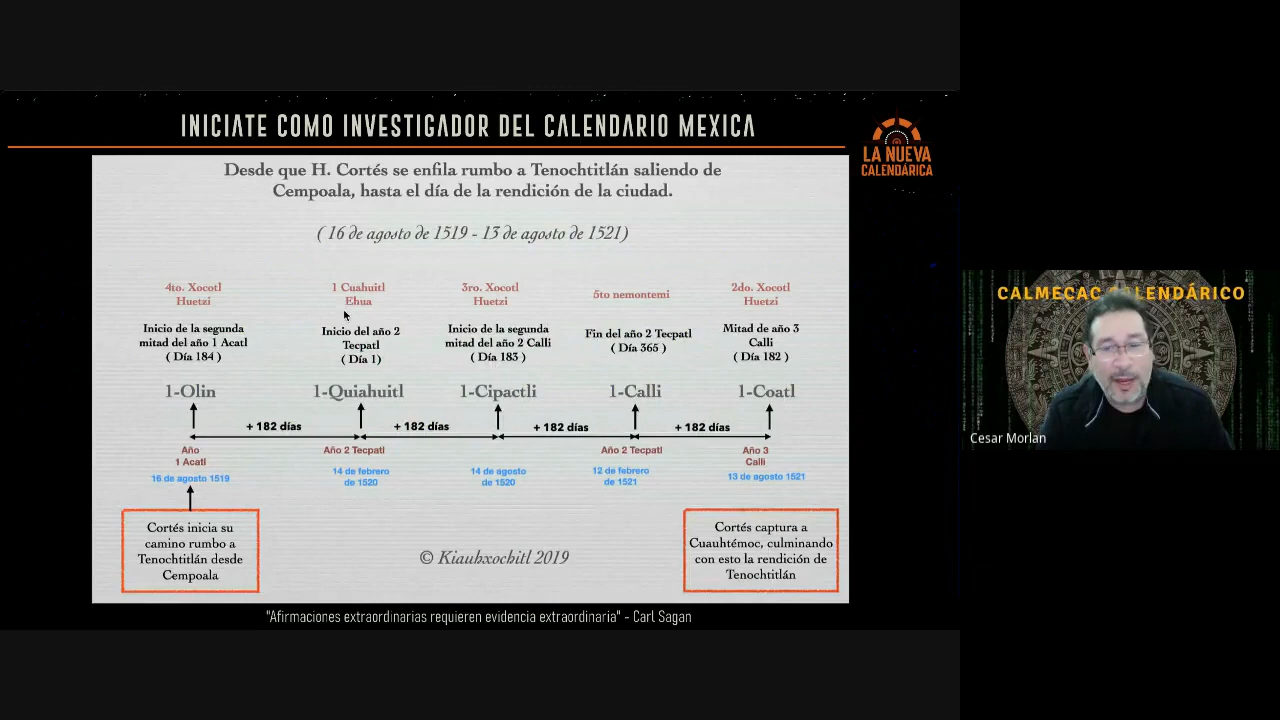 INICIATE COMO INVESTIGADOR DEL CALENDARIO MEXICA
LA NUEVA
CALENDÁRICA
Desde que H. Cortés se enfila rumbo a Tenochtitlán saliendo de
Cempoala, hasta el día de la rendición de la ciudad.
( 16 de agosto de 1519 - 13 de agosto de 1521)
4to. Xocotl
Huetzi
1 Cuahuitl
Ehua
3ro. Xocotl
Huetzi
5to nemontemi
2do. Xocotl
Huetzi
Inicio de la segunda
mitad del año 1 Acatl
( Día 184 )
Inicio del año 2
Tecpatl
( Día 1)
Inicio de la segunda
mitad del año 2 Calli
( Día 183 )
Fin del año 2 Tecpatl
( Día 365 )
Mitad de año 3
Calli
( Día 182 )
1-Olin
1-Quiahuitl
1-Cipactli
1-Calli
1-Coatl
+ 182 días
+ 182 días
+ 182 días
+ 182 días
Año
1 Acatl
Año 2 Tecpatl
Año 2 Tecpatl
Año 3
Calli
16 de agosto 1519
14 de febrero
de 1520
14 de agosto
de 1520
12 de febrero
de 1521
13 de agosto 1521
Cortés inicia su
camino rumbo a
Tenochtitlán desde
Cempoala
© Kiauhxochitl 2019
Cortés captura a
Cuauhtémoc, culminando
con esto la rendición de
Tenochtitlán
"Afirmaciones extraordinarias requieren evidencia extraordinaria" - Carl Sagan
CALMECAC ENDÁRICO
Cesar Morlan